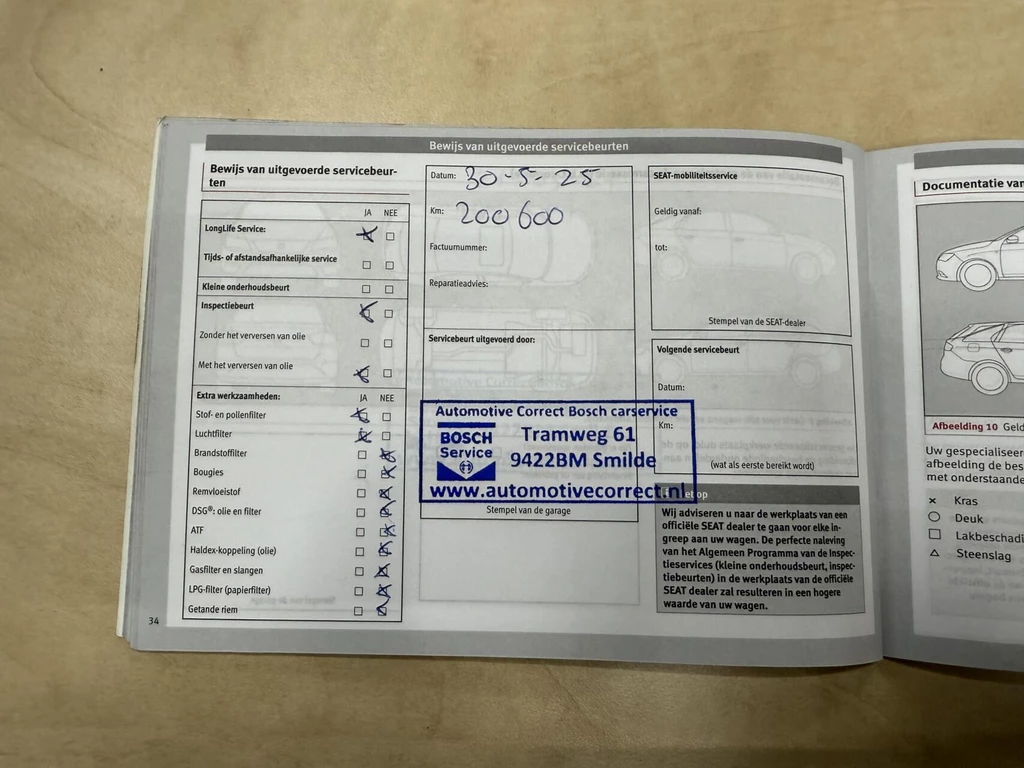 Bewijs van uitgevoerde servicebeurten
Bewijs van uitgevoerde servicebeur-
ten
JA NEE
LongLife Service:
Tijds- of afstandsafhankelijke service
Kleine onderhoudsbeurt
Inspectiebeurt
Zonder het verversen van olie
Met het verversen van olie
Extra werkzaamheden: JA NEE
Stof- en pollenfilter
Luchtfilter
Brandstoffilter
Bougies
Remvloeistof
DSG®: olie en filter
ATF
Haldex-koppeling (olie)
Gasfilter en slangen
LPG-filter (papierfilter)
Getande riem
34
Datum: 30-5-25
Km: 200600
Factuurnummer:
Reparatieadvies:
Servicebeurt uitgevoerd door:
Automotive Correct Bosch carservice
BOSCH
Service
Tramweg 61
9422BM Smilde
www.automotivecorrect.nl
Stempel van de garage
SEAT-mobiliteitsservice
Geldig vanaf:
tot:
Stempel van de SEAT-dealer
Volgende servicebeurt
Datum:
Km:
(wat als eerste bereikt wordt)
Wij adviseren u naar de werkplaats van een
officiële SEAT dealer te gaan voor elke in-
greep aan uw wagen. De perfecte naleving
van het Algemeen Programma van de Inspec-
tieservices (kleine onderhoudsbeurt, inspec-
tiebeurten) in de werkplaats van de officiële
SEAT dealer zal resulteren in een hogere
waarde van uw wagen.
Documentatie van
Afbeelding 10 Geld
Uw gespecialiseer
afbeelding de bes
met onderstaande
× Kras
○ Deuk
□ Lakbeschadi
△ Steenslag